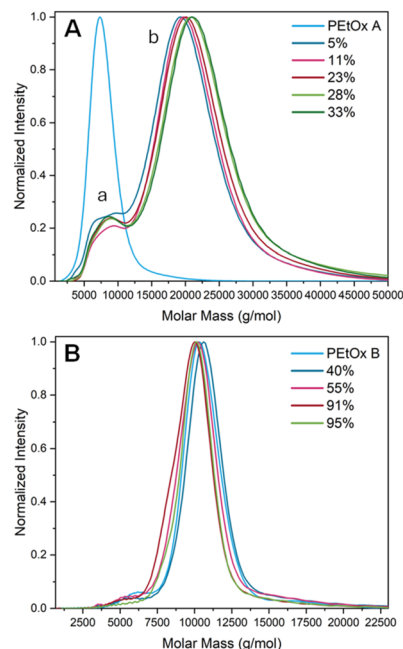 A
a
b
PEtOx A
5%
11%
23%
28%
33%
Normalized Intensity
1.0
0.8
0.6
0.4
0.2
0.0
5000 10000 15000 20000 25000 30000 35000 40000 45000 50000
Molar Mass (g/mol)
B
PEtOx B
40%
55%
91%
95%
Normalized Intensity
1.0
0.8
0.6
0.4
0.2
0.0
2500 5000 7500 10000 12500 15000 17500 20000 22500
Molar Mass (g/mol)